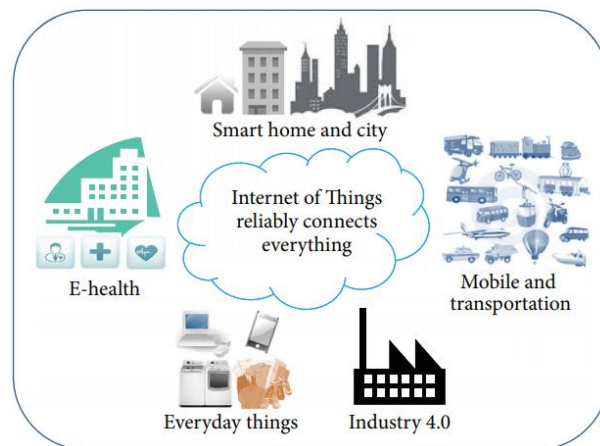 Smart home and city
Internet of Things
reliably connects
everything
E-health
Mobile and
transportation
Everyday things
Industry 4.0